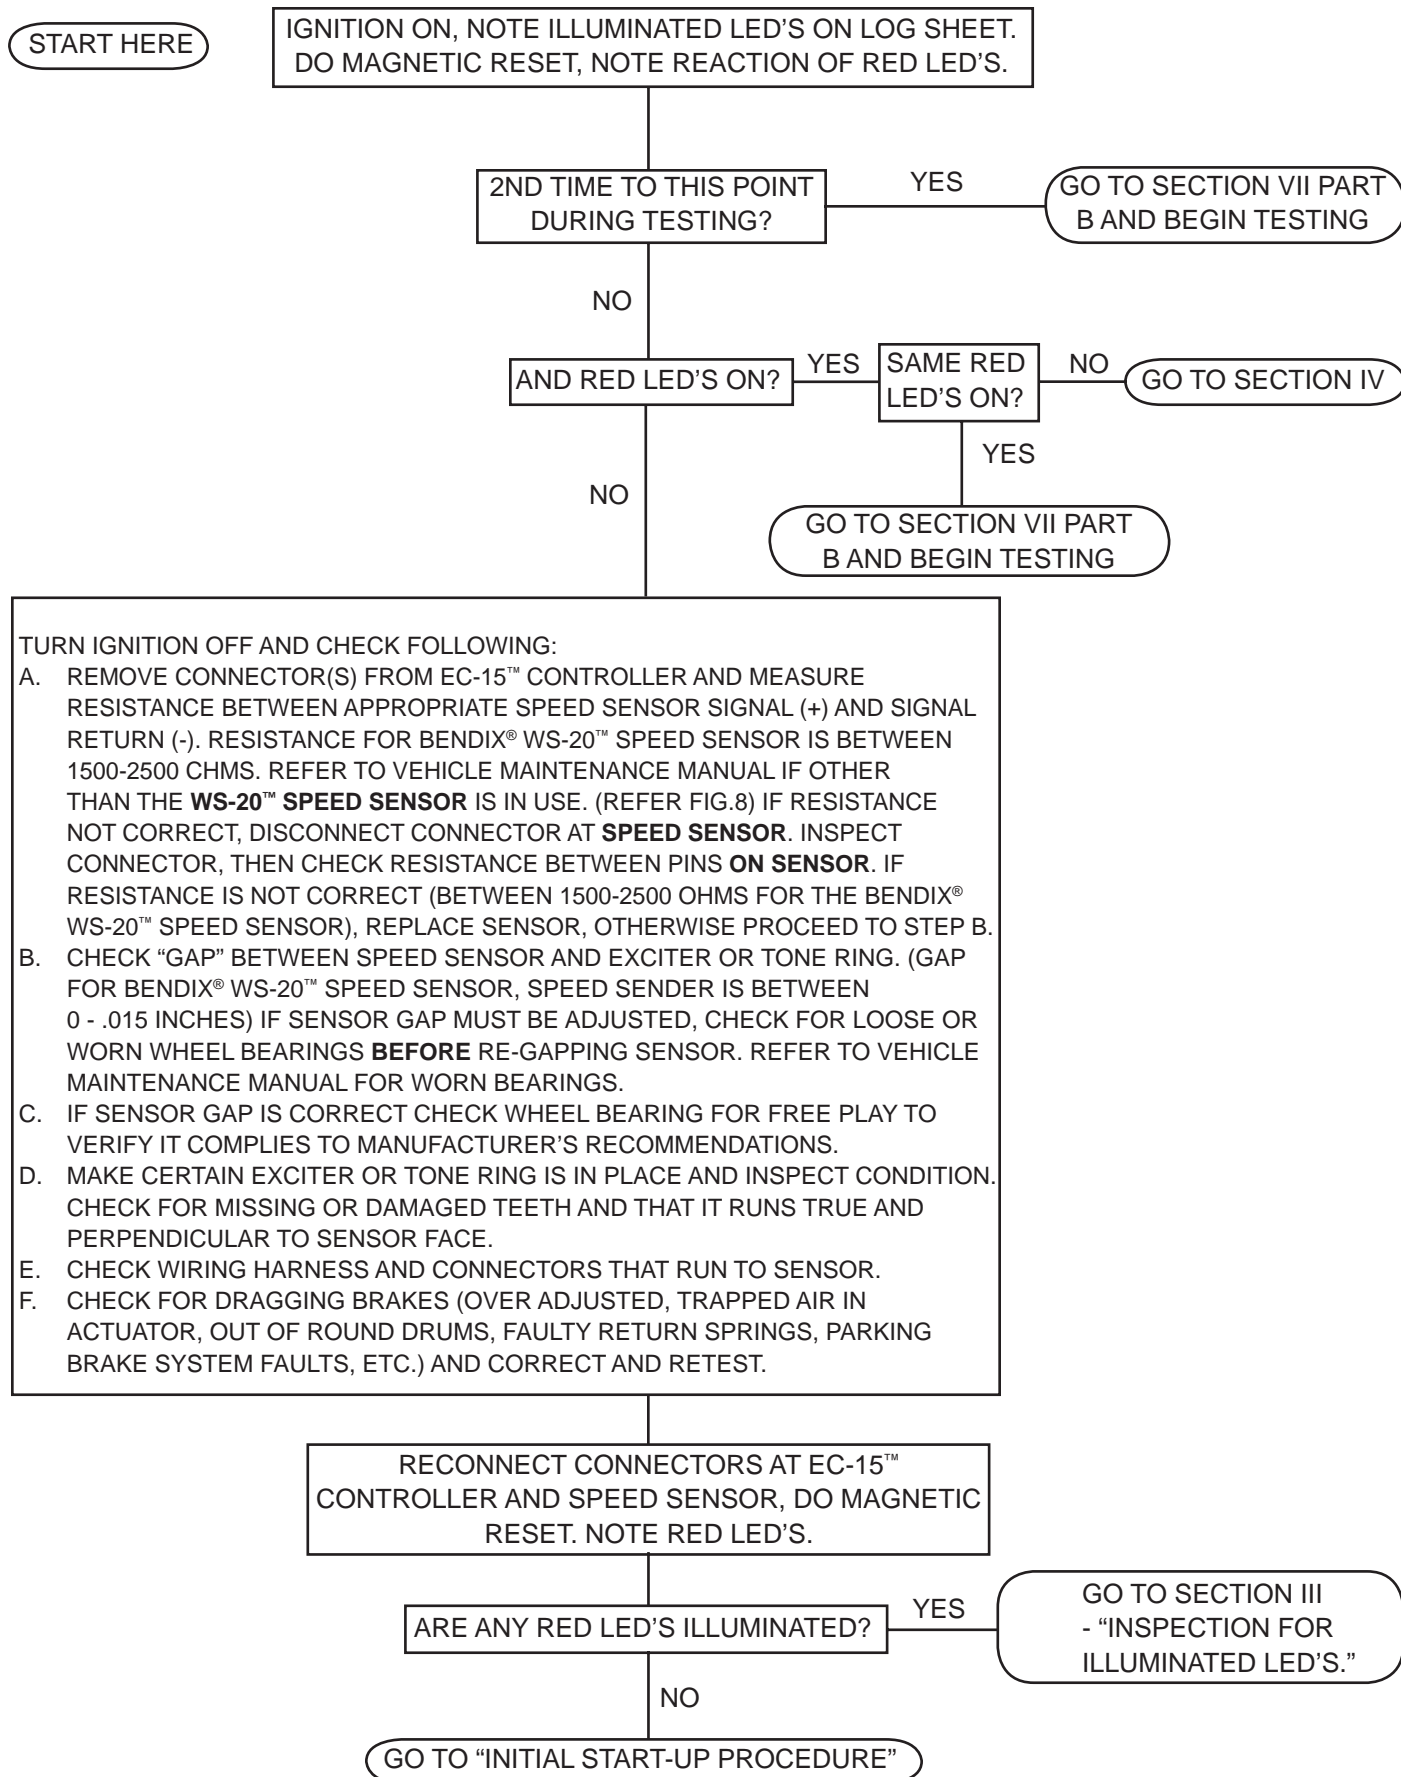 START HERE
IGNITION ON, NOTE ILLUMINATED LED'S ON LOG SHEET.
DO MAGNETIC RESET, NOTE REACTION OF RED LED'S.
2ND TIME TO THIS POINT
DURING TESTING?
YES
GO TO SECTION VII PART
B AND BEGIN TESTING
NO
AND RED LED'S ON?
YES
SAME RED
LED'S ON?
NO
GO TO SECTION IV
YES
NO
GO TO SECTION VII PART
B AND BEGIN TESTING
TURN IGNITION OFF AND CHECK FOLLOWING:
A. REMOVE CONNECTOR(S) FROM EC-15™ CONTROLLER AND MEASURE
RESISTANCE BETWEEN APPROPRIATE SPEED SENSOR SIGNAL (+) AND SIGNAL
RETURN (-). RESISTANCE FOR BENDIX® WS-20™ SPEED SENSOR IS BETWEEN
1500-2500 CHMS. REFER TO VEHICLE MAINTENANCE MANUAL IF OTHER
THAN THE WS-20™ SPEED SENSOR IS IN USE. (REFER FIG.8) IF RESISTANCE
NOT CORRECT, DISCONNECT CONNECTOR AT SPEED SENSOR. INSPECT
CONNECTOR, THEN CHECK RESISTANCE BETWEEN PINS ON SENSOR. IF
RESISTANCE IS NOT CORRECT (BETWEEN 1500-2500 OHMS FOR THE BENDIX®
WS-20™ SPEED SENSOR), REPLACE SENSOR, OTHERWISE PROCEED TO STEP B.
B. CHECK “GAP” BETWEEN SPEED SENSOR AND EXCITER OR TONE RING. (GAP
FOR BENDIX® WS-20™ SPEED SENSOR, SPEED SENDER IS BETWEEN
0 - .015 INCHES) IF SENSOR GAP MUST BE ADJUSTED, CHECK FOR LOOSE OR
WORN WHEEL BEARINGS BEFORE RE-GAPPING SENSOR. REFER TO VEHICLE
MAINTENANCE MANUAL FOR WORN BEARINGS.
C. IF SENSOR GAP IS CORRECT CHECK WHEEL BEARING FOR FREE PLAY TO
VERIFY IT COMPLIES TO MANUFACTURER'S RECOMMENDATIONS.
D. MAKE CERTAIN EXCITER OR TONE RING IS IN PLACE AND INSPECT CONDITION.
CHECK FOR MISSING OR DAMAGED TEETH AND THAT IT RUNS TRUE AND
PERPENDICULAR TO SENSOR FACE.
E. CHECK WIRING HARNESS AND CONNECTORS THAT RUN TO SENSOR.
F. CHECK FOR DRAGGING BRAKES (OVER ADJUSTED, TRAPPED AIR IN
ACTUATOR, OUT OF ROUND DRUMS, FAULTY RETURN SPRINGS, PARKING
BRAKE SYSTEM FAULTS, ETC.) AND CORRECT AND RETEST.
RECONNECT CONNECTORS AT EC-15™
CONTROLLER AND SPEED SENSOR, DO MAGNETIC
RESET. NOTE RED LED'S.
ARE ANY RED LED'S ILLUMINATED?
YES
GO TO SECTION III
- “INSPECTION FOR
ILLUMINATED LED'S.”
NO
GO TO “INITIAL START-UP PROCEDURE”